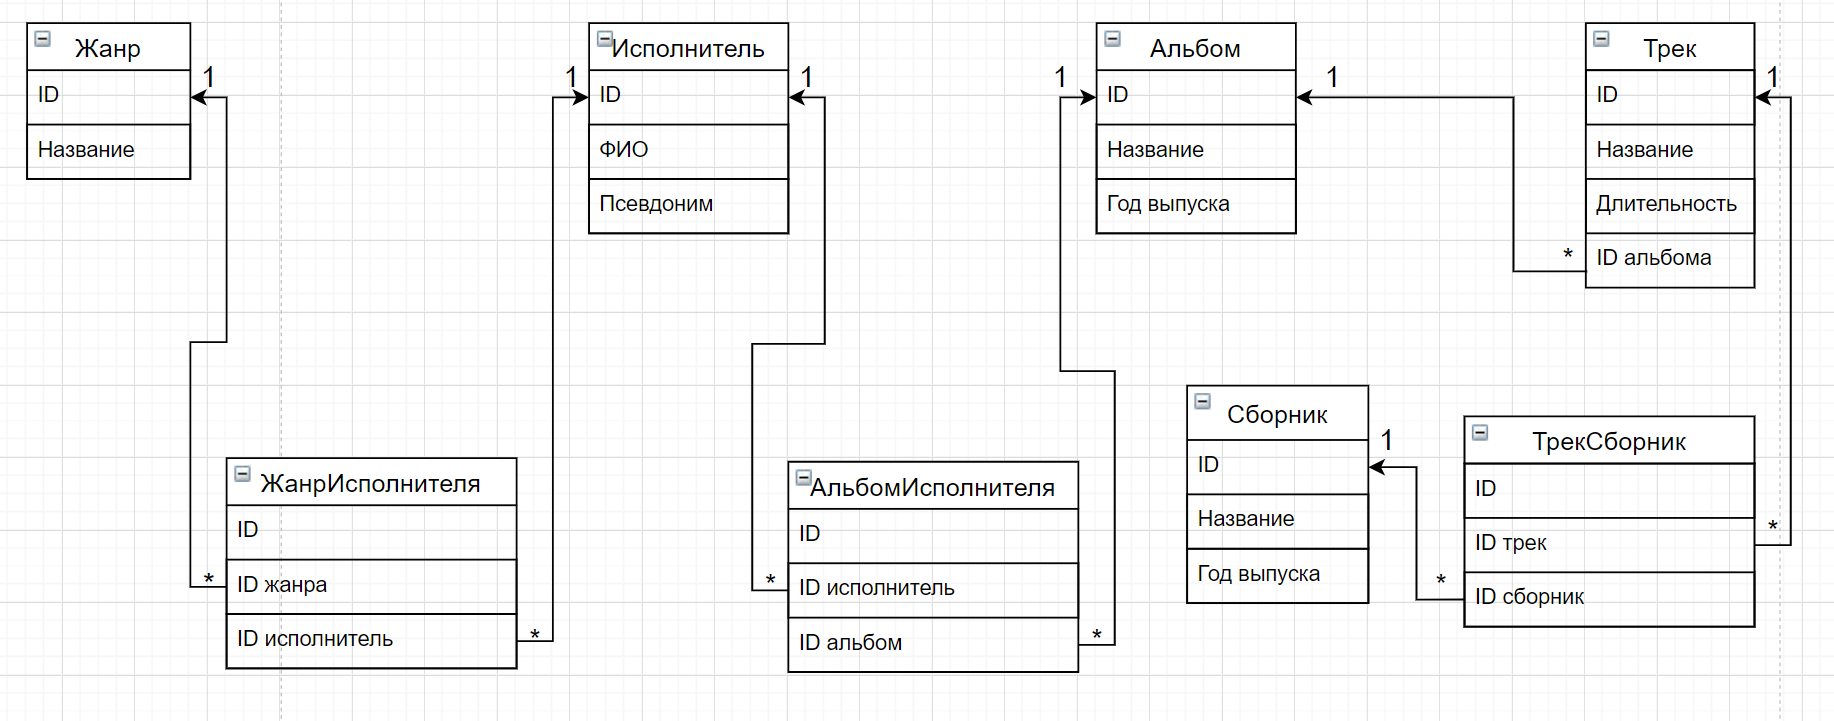 Жанр
1
ID
Название
Исполнитель
1
1
ID
ФИО
Псевдоним
Альбом
1
1
ID
Название
Год выпуска
Трек
1
ID
Название
Длительность
*
ID альбома
ЖанрИсполнителя
ID
*
ID жанра
ID исполнитель
*
АльбомИсполнителя
ID
*
ID исполнитель
ID альбом
*
Сборник
1
ID
Название
Год выпуска
ТрекСборник
ID
ID трек
*
*
ID сборник